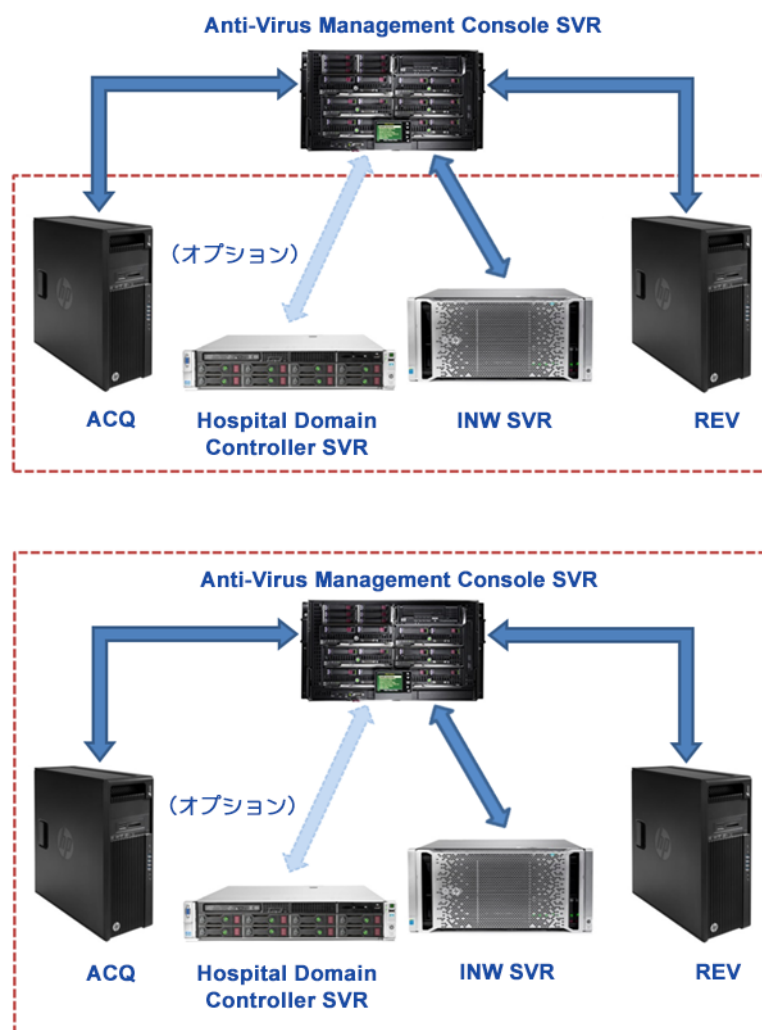 Anti-Virus Management Console SVR
（オプション）
ACQ
Hospital Domain
Controller SVR
INW SVR
REV
Anti-Virus Management Console SVR
（オプション）
ACQ
Hospital Domain
Controller SVR
INW SVR
REV